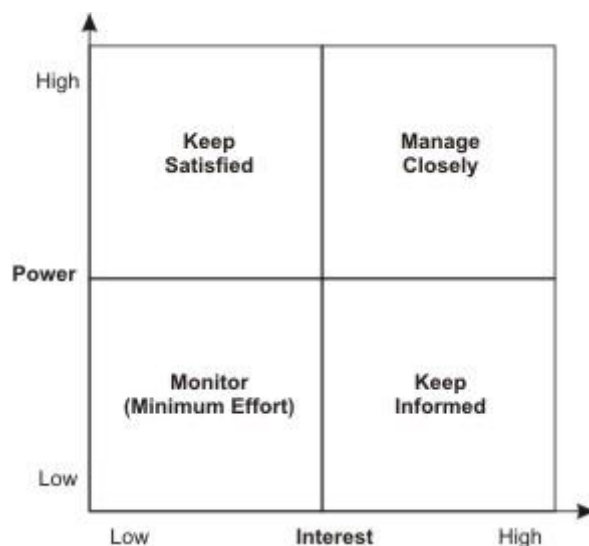 High
Keep
Satisfied
Manage
Closely
Power
Monitor
(Minimum Effort)
Keep
Informed
Low
Low
Interest
High